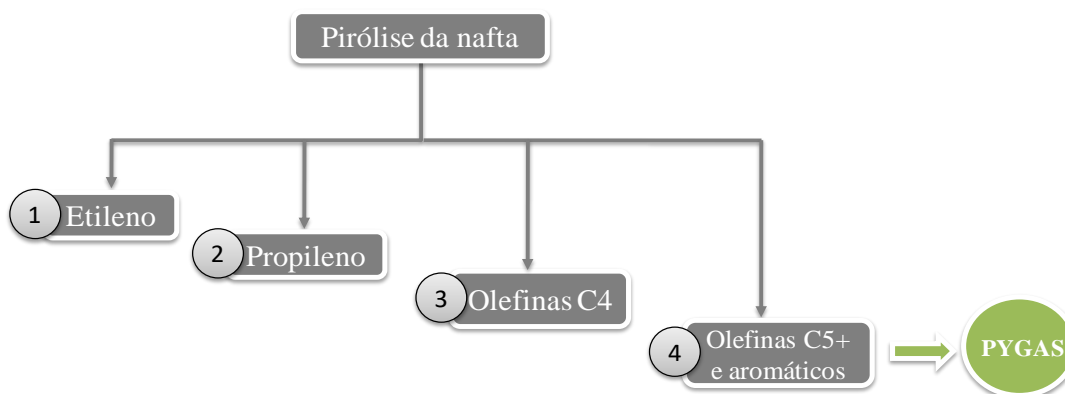 Pirólise da nafta
1
Etileno
2
Propileno
3
Olefinas C4
4
Olefinas C5+
e aromáticos
PYGAS